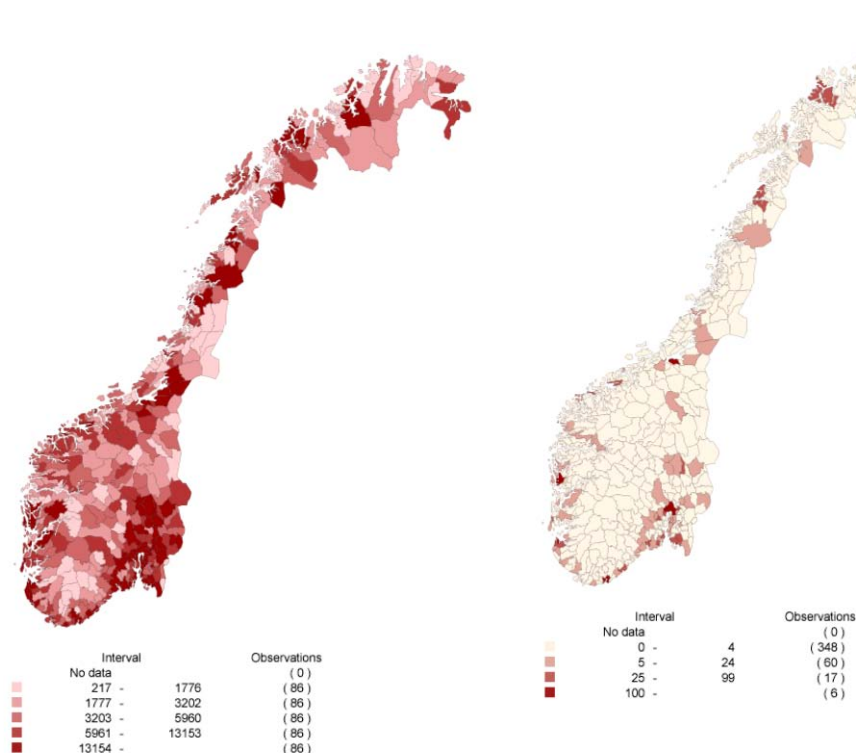 Interval Observations
No data ( 0 )
217 - 1776 ( 86 )
1777 - 3202 ( 86 )
3203 - 5960 ( 86 )
5961 - 13153 ( 86 )
13154 - ( 86 )
Interval Observations
No data ( 0 )
0 - 4 ( 348 )
5 - 24 ( 60 )
25 - 99 ( 17 )
100 - ( 6 )